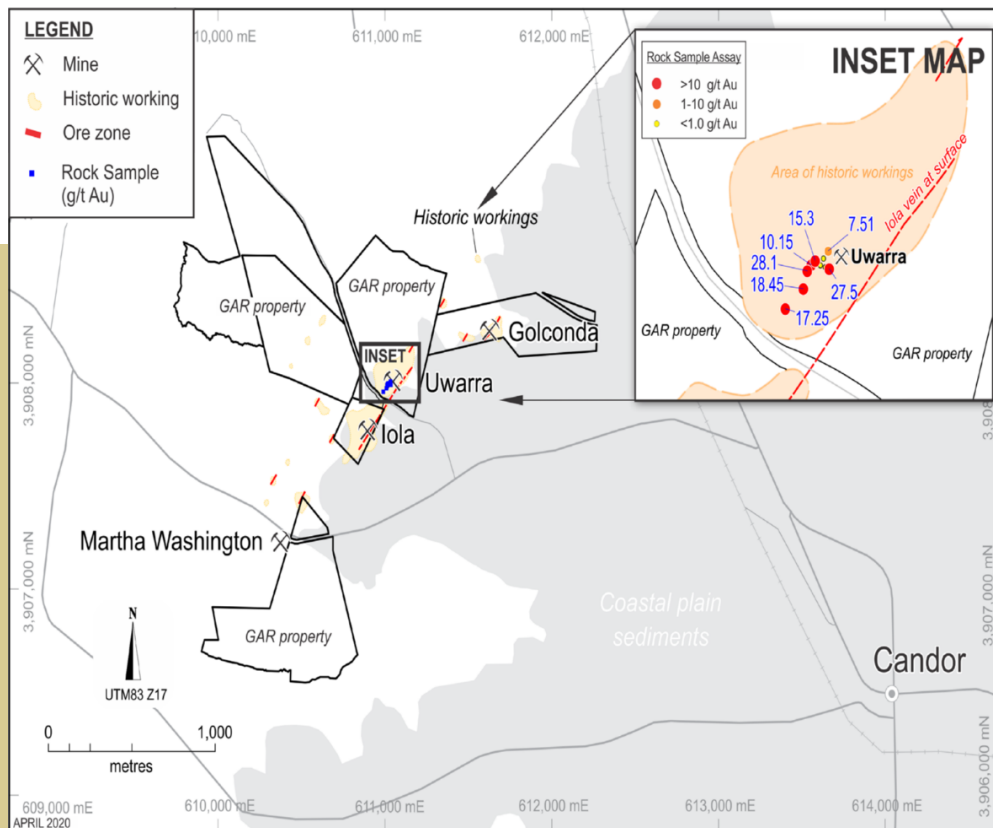 LEGEND
Mine
Historic working
Ore zone
Rock Sample
(g/t Au)
10,000 mE
611,000 mE
612,000 mE
INSET MAP
Rock Sample Assay
>10 g/t Au
1-10 g/t Au
<1.0 g/t Au
Area of historic workings
Iola vein at surface
15.3
7.51
10.15
28.1
18.45
17.25
27.5
Uwarra
GAR property
GAR property
Historic workings
GAR property
GAR property
Golconda
INSET
Uwarra
Iola
3,908,000 mN
3,908
Martha Washington
3,907,000 mN
3,907,000 mN
GAR property
Coastal plain
sediments
Candor
N
UTM83 Z17
0
1,000
metres
3,906,000 mN
609,000 mE
610,000 mE
611,000 mE
612,000 mE
613,000 mE
614,000 mE
APRIL 2020